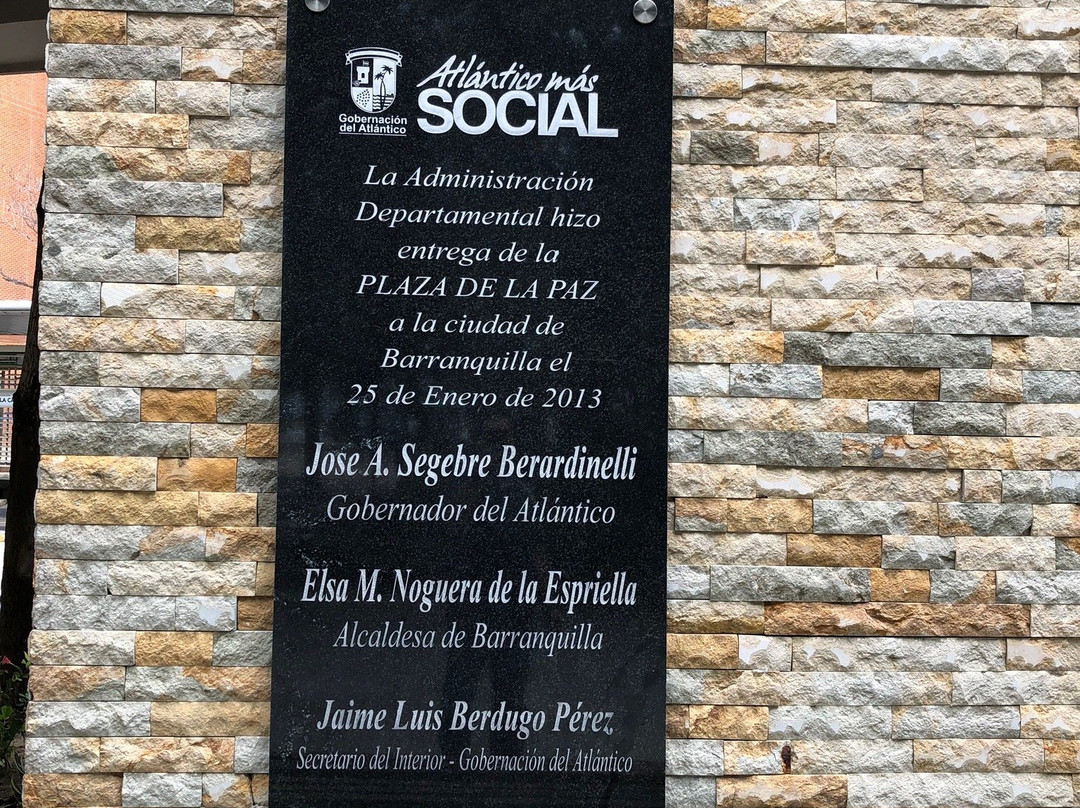 Atlántico más
SOCIAL
Gobernación
del Atlántico
La Administración
Departamental hizo
entrega de la
PLAZA DE LA PAZ
a la ciudad de
Barranquilla el
25 de Enero de 2013
Jose A. Segebre Berardinelli
Gobernador del Atlántico
Elsa M. Noguera de la Espriella
Alcaldesa de Barranquilla
Jaime Luis Berdugo Pérez
Secretario del Interior - Gobernación del Atlántico